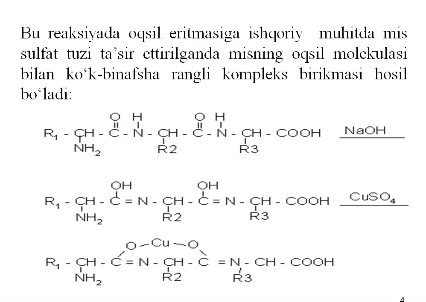 Bu reaksiyada oqsil eritmasiga ishqoriy muhitda mis
sulfat tuzi ta'sir ettirilganda misning oqsil molekulasi
bilan ko‘k-binafsha rangli kompleks birikmasi hosil
bo‘ladi:
O H O H
R₁ - CH - C - N - CH - C - N - CH - COOH NaOH
NH₂ R2 R3
OH OH
R₁ - CH - C = N - CH - C = N - CH - COOH CuSO₄
NH₂ R2 R3
O - Cu - O
R₁ - CH - C = N - CH - C = N - CH - COOH
NH₂ R2 R3
4